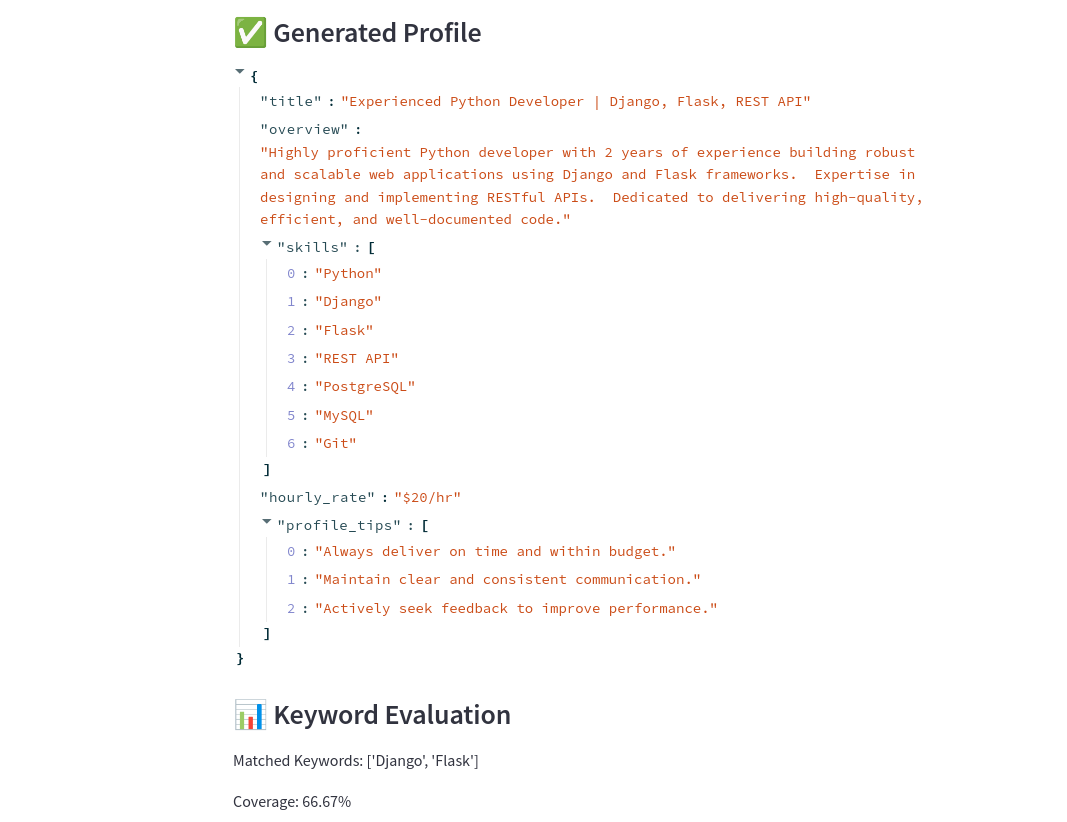 ✅ Generated Profile
{
"title" : "Experienced Python Developer | Django, Flask, REST API"
"overview" :
"Highly proficient Python developer with 2 years of experience building robust
and scalable web applications using Django and Flask frameworks.  Expertise in
designing and implementing RESTful APIs.  Dedicated to delivering high-quality,
efficient, and well-documented code."
"skills" : [
0 : "Python"
1 : "Django"
2 : "Flask"
3 : "REST API"
4 : "PostgreSQL"
5 : "MySQL"
6 : "Git"
]
"hourly_rate" : "$20/hr"
"profile_tips" : [
0 : "Always deliver on time and within budget."
1 : "Maintain clear and consistent communication."
2 : "Actively seek feedback to improve performance."
]
}
📊 Keyword Evaluation
Matched Keywords: ['Django', 'Flask']
Coverage: 66.67%